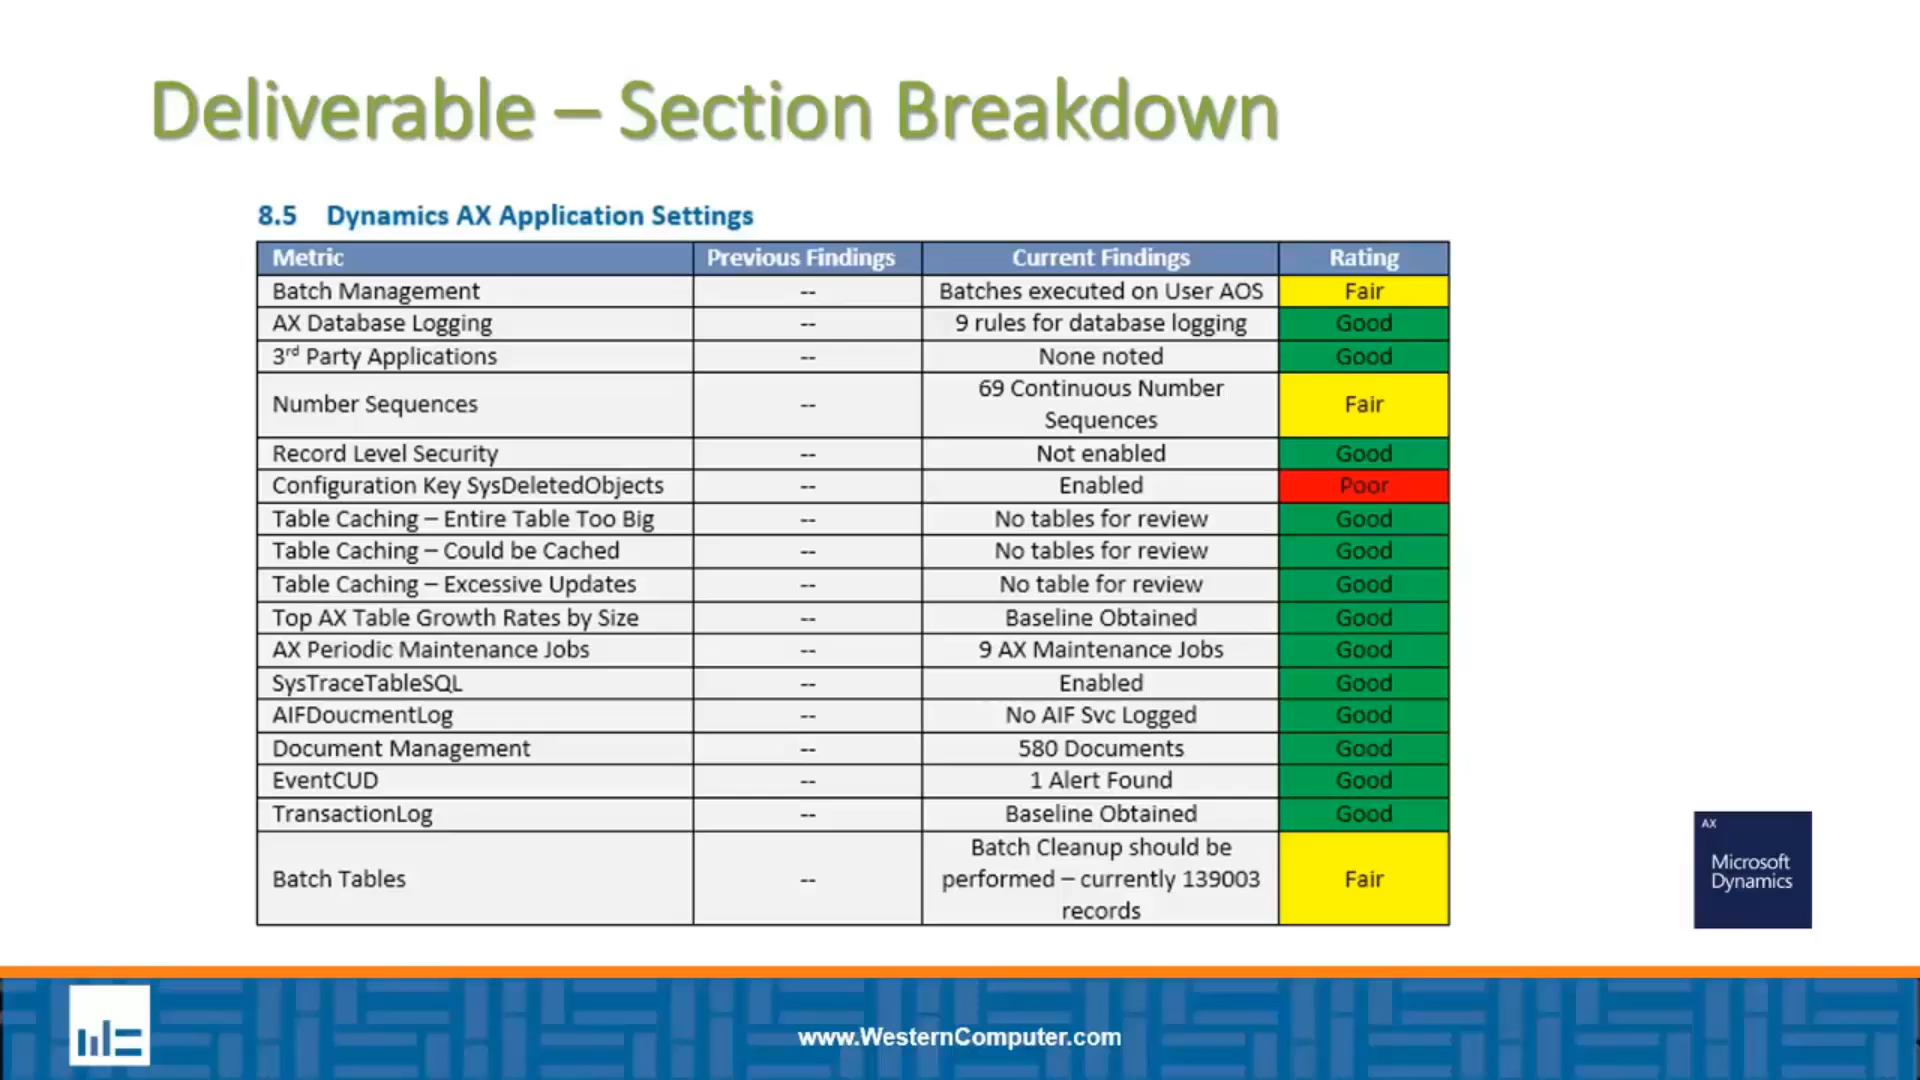 Deliverable – Section Breakdown
8.5 Dynamics AX Application Settings
Metric Previous Findings Current Findings Rating
Batch Management -- Batches executed on User AOS Fair
AX Database Logging -- 9 rules for database logging Good
3rd Party Applications -- None noted Good
Number Sequences -- 69 Continuous Number Sequences Fair
Record Level Security -- Not enabled Good
Configuration Key SysDeletedObjects -- Enabled Poor
Table Caching – Entire Table Too Big -- No tables for review Good
Table Caching – Could be Cached -- No tables for review Good
Table Caching – Excessive Updates -- No table for review Good
Top AX Table Growth Rates by Size -- Baseline Obtained Good
AX Periodic Maintenance Jobs -- 9 AX Maintenance Jobs Good
SysTraceTableSQL -- Enabled Good
AIFDoucmentLog -- No AIF Svc Logged Good
Document Management -- 580 Documents Good
EventCUD -- 1 Alert Found Good
TransactionLog -- Baseline Obtained Good
Batch Tables -- Batch Cleanup should be performed – currently 139003 records Fair
AX
Microsoft
Dynamics
www.WesternComputer.com